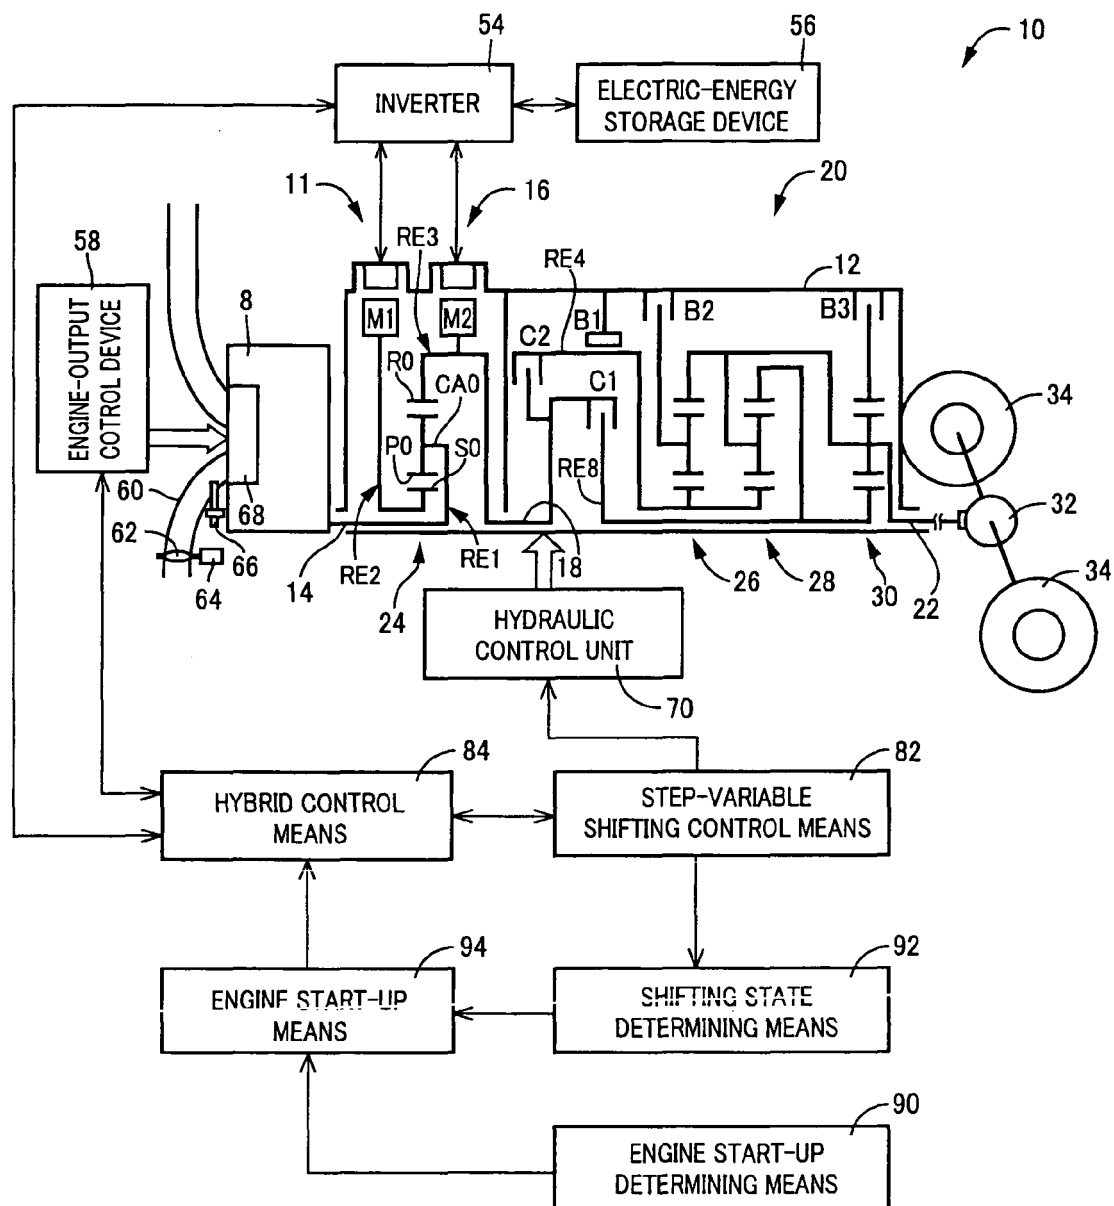 54
56
10
INVERTER
ELECTRIC-ENERGY
STORAGE DEVICE
11
16
20
58
RE3
RE4
12
ENGINE-OUTPUT
COTROL DEVICE
8
M1
M2
B1
B2
B3
C2
R0
CA0
C1
34
P0
S0
RE8
60
68
32
62
66
64
14
RE2
RE1
18
24
26
28
30
22
34
HYDRAULIC
CONTROL UNIT
70
84
82
HYBRID CONTROL
MEANS
STEP-VARIABLE
SHIFTING CONTROL MEANS
94
92
ENGINE START-UP
MEANS
SHIFTING STATE
DETERMINING MEANS
90
ENGINE START-UP
DETERMINING MEANS